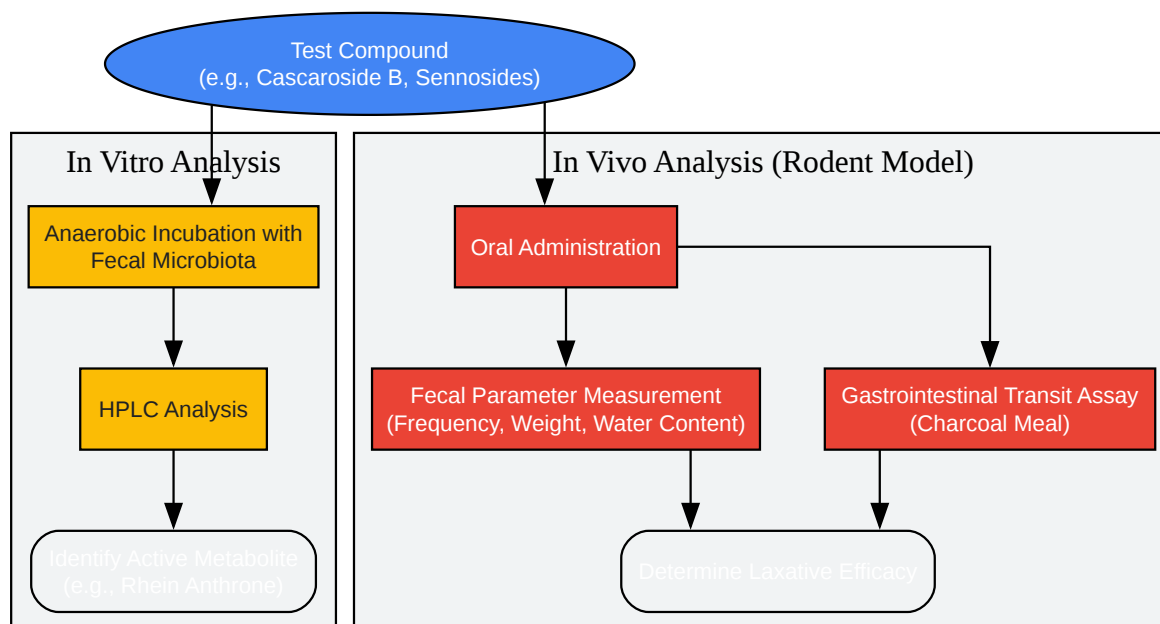 Test Compound
(e.g., Cascaroside B, Sennosides)
In Vitro Analysis
Anaerobic Incubation with
Fecal Microbiota
HPLC Analysis
Identify Active Metabolite
(e.g., Rhein Anthrone)
In Vivo Analysis (Rodent Model)
Oral Administration
Fecal Parameter Measurement
(Frequency, Weight, Water Content)
Gastrointestinal Transit Assay
(Charcoal Meal)
Determine Laxative Efficacy